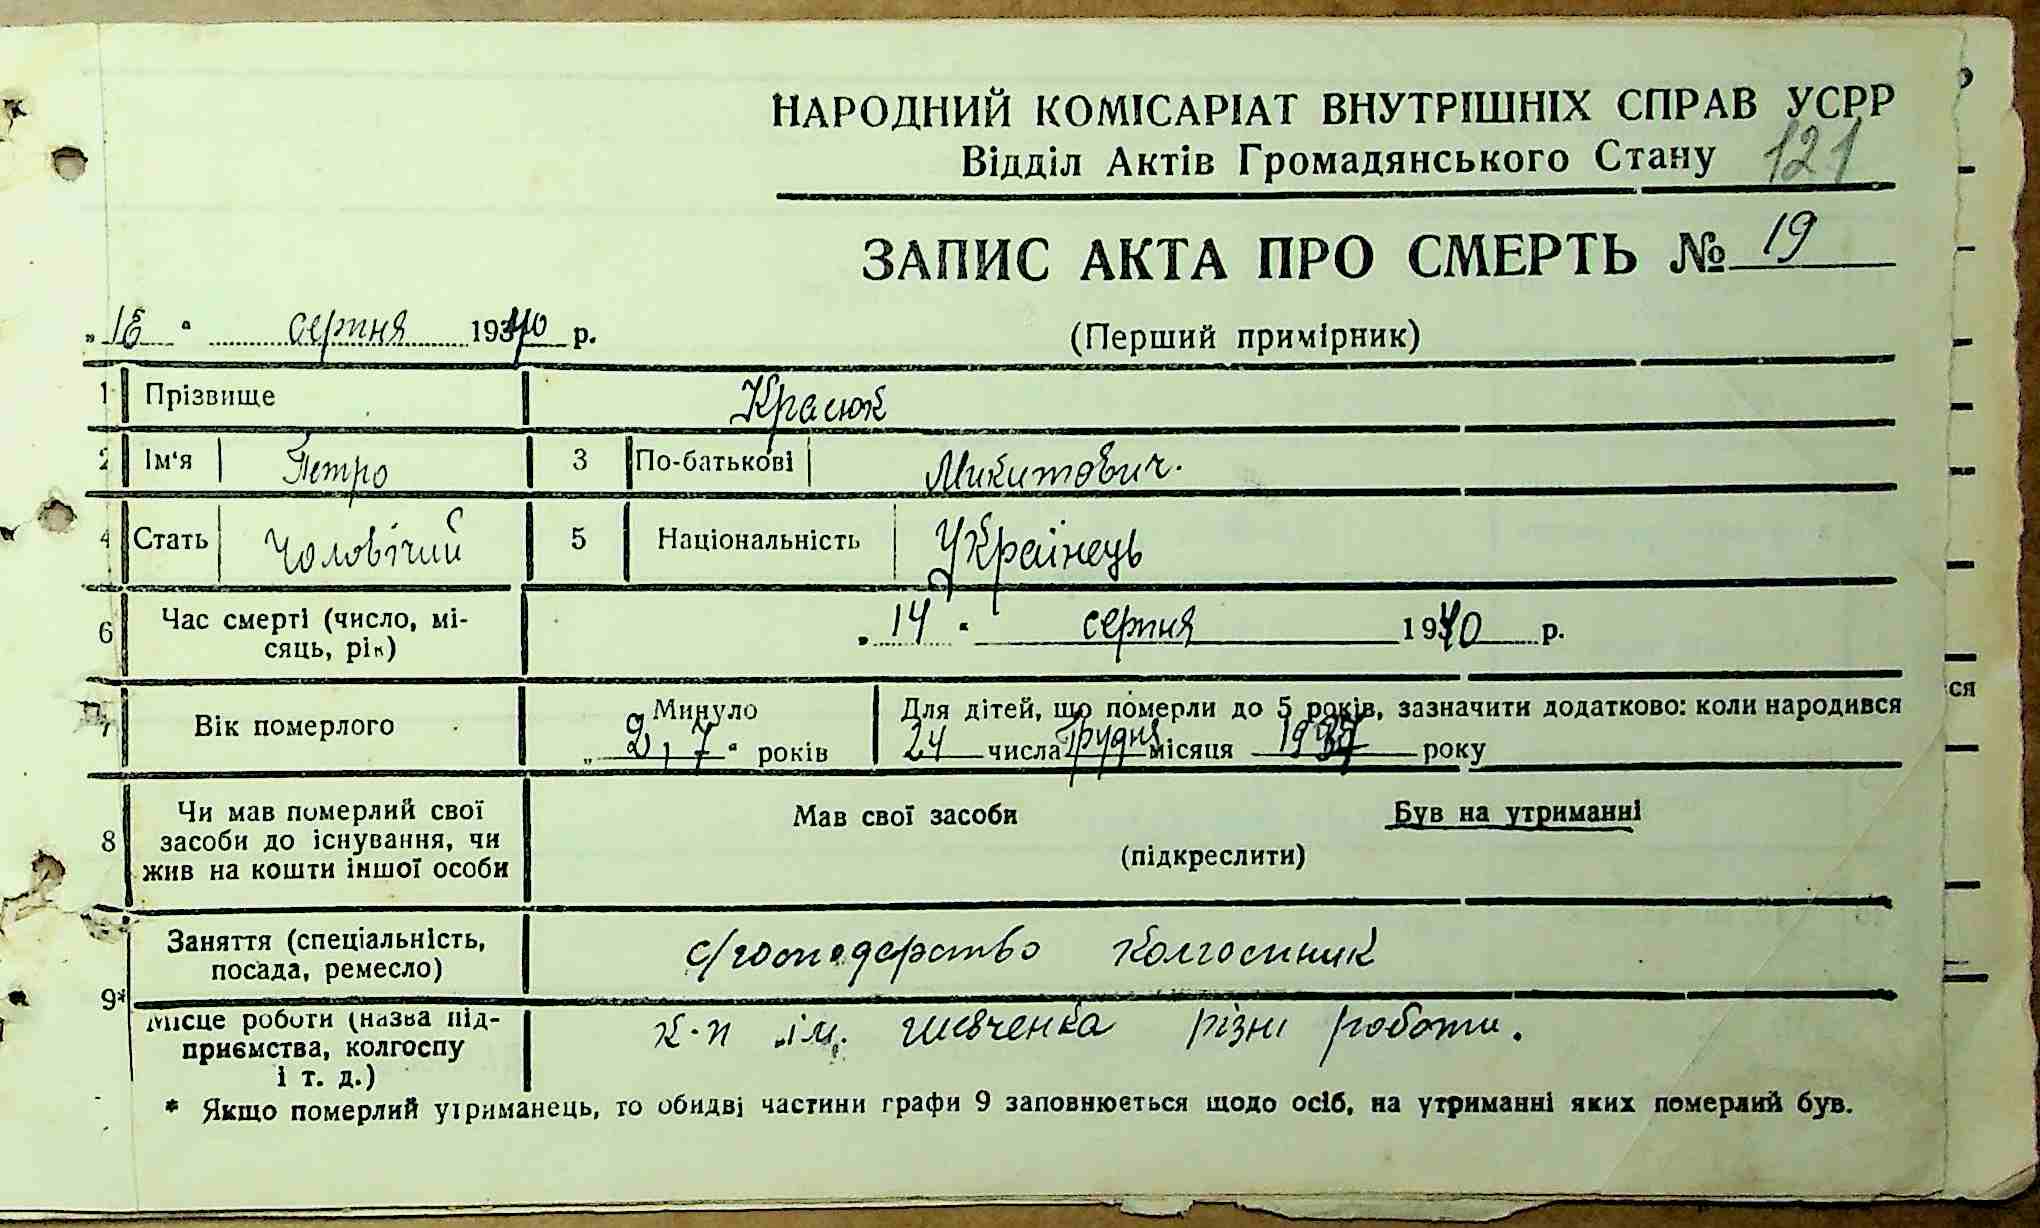 НАРОДНИЙ КОМІСАРІАТ ВНУТРІШНІХ СПРАВ УСРР
Відділ Актів Громадянського Стану 121
ЗАПИС АКТА ПРО СМЕРТЬ № 19
„ 16 “ серпня 1940 р. (Перший примірник)
1 Прізвище Красюк
2 Ім'я Петро 3 По-батькові Микитович.
4 Стать Чоловічий 5 Національність Українець
6 Час смерті (число, мі-
сяць, рік) „ 14 “ серпня 1940 р.
7 Вік померлого Минуло „ 2,7 “ років
Для дітей, що померли до 5 років, зазначити додатково: коли народився
24 числа Грудня місяця 1937 року
ся
8 Чи мав померлий свої
засоби до існування, чи
жив на кошти іншої особи
Мав свої засоби Був на утриманні
(підкреслити)
9* Заняття (спеціальність,
посада, ремесло) с/господарство колгоспник
Місце роботи (назва під-
приємства, колгоспу
і т. д.) к-п ім. Шевченка різні роботи.
* Якщо померлий утриманець, то обидві частини графи 9 заповнюється щодо осіб, на утриманні яких померлий був.